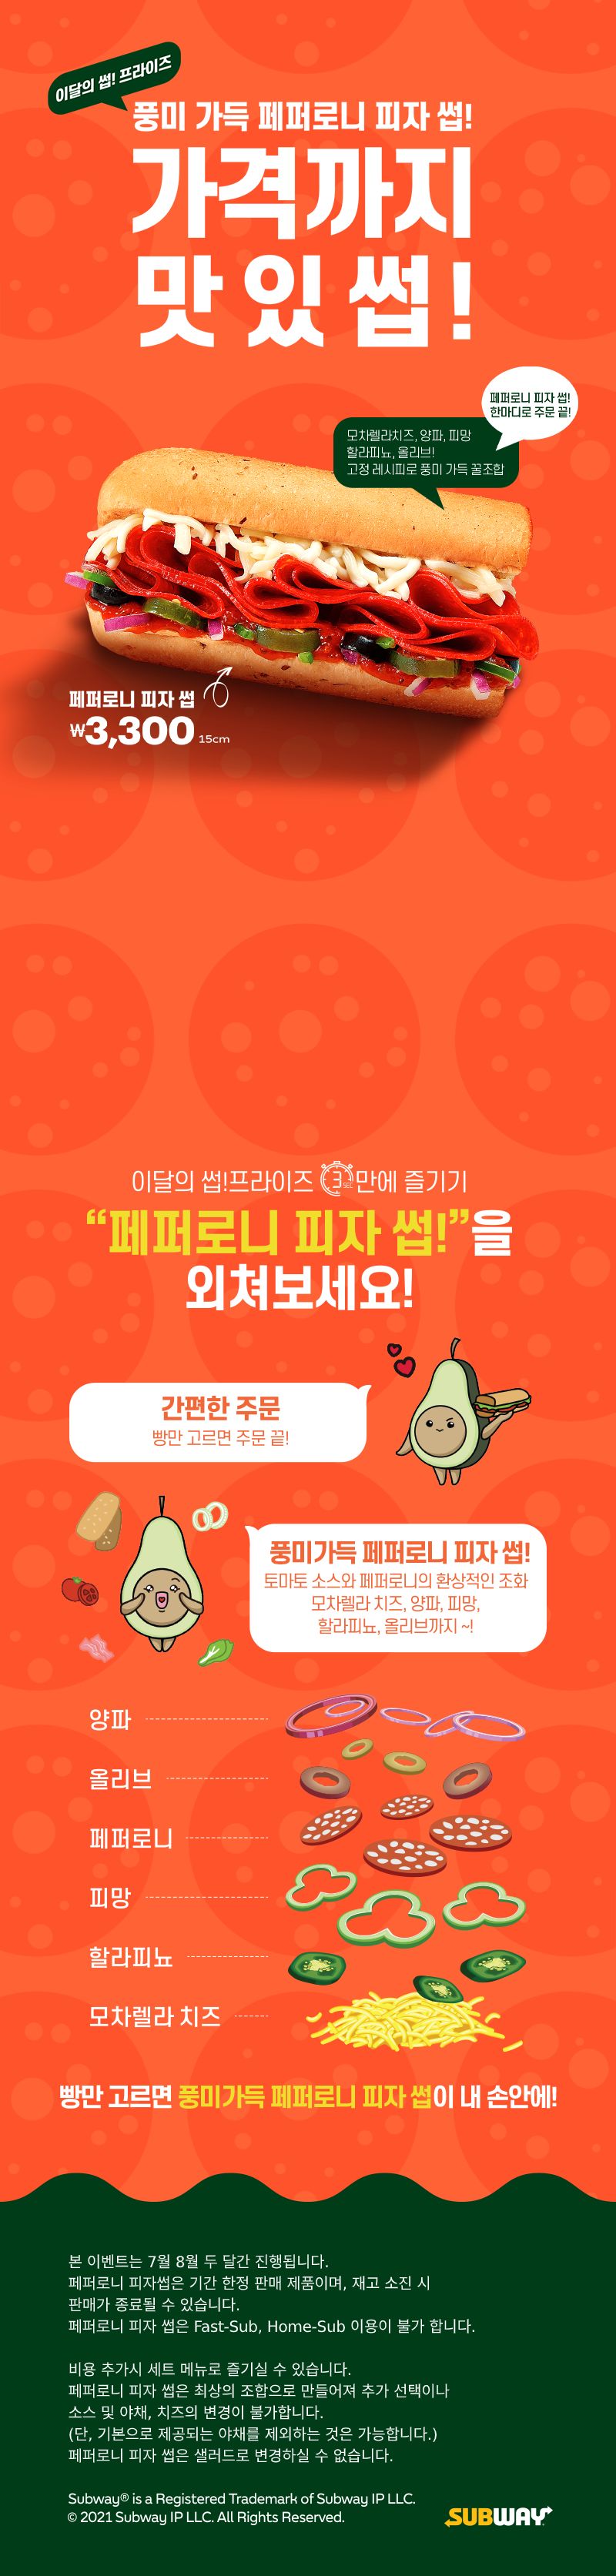 이달의 썹! 프라이즈
풍미 가득 페퍼로니 피자 썹!
가격까지
맛있썹!
페퍼로니 피자 썹!
한마디로 주문 끝!
모차렐라치즈, 양파, 피망
할라피뇨, 올리브!
고정 레시피로 풍미 가득 꿀조합
페퍼로니 피자 썹
₩3,300 15cm
이달의 썹!프라이즈 3SEC 만에 즐기기
“페퍼로니 피자 썹!”을
외쳐보세요!
간편한 주문
빵만 고르면 주문 끝!
풍미가득 페퍼로니 피자 썹!
토마토 소스와 페퍼로니의 환상적인 조화
모차렐라 치즈, 양파, 피망,
할라피뇨, 올리브까지 ~!
양파
올리브
페퍼로니
피망
할라피뇨
모차렐라 치즈
빵만 고르면 풍미가득 페퍼로니 피자 썹이 내 손안에!
본 이벤트는 7월 8월 두 달간 진행됩니다.
페퍼로니 피자썹은 기간 한정 판매 제품이며, 재고 소진 시
판매가 종료될 수 있습니다.
페퍼로니 피자 썹은 Fast-Sub, Home-Sub 이용이 불가 합니다.
비용 추가시 세트 메뉴로 즐기실 수 있습니다.
페퍼로니 피자 썹은 최상의 조합으로 만들어져 추가 선택이나
소스 및 야채, 치즈의 변경이 불가합니다.
(단, 기본으로 제공되는 야채를 제외하는 것은 가능합니다.)
페퍼로니 피자 썹은 샐러드로 변경하실 수 없습니다.
Subway® is a Registered Trademark of Subway IP LLC.
© 2021 Subway IP LLC. All Rights Reserved.
SUBWAY